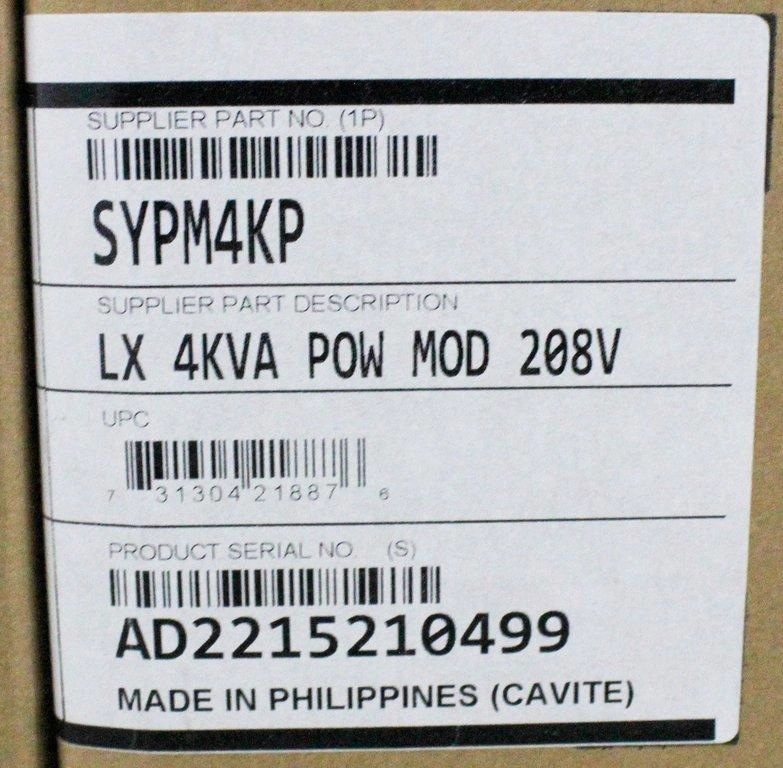 SUPPLIER PART NO. (1P)
SYPM4KP
SUPPLIER PART DESCRIPTION
LX 4KVA POW MOD 208V
UPC
7 31304 21887 6
PRODUCT SERIAL NO. (S)
AD2215210499
MADE IN PHILIPPINES (CAVITE)